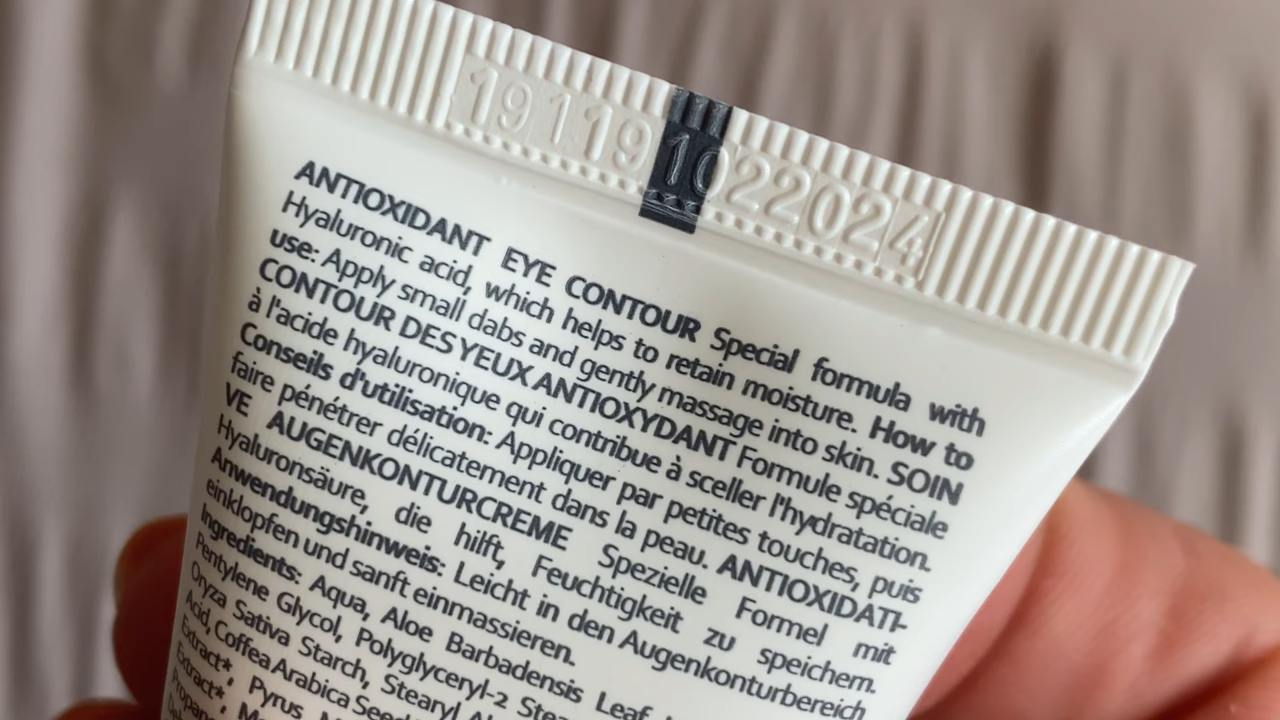 19119 1022024
ANTIOXIDANT EYE CONTOUR Special formula with
Hyaluronic acid, which helps to retain moisture. How to
use: Apply small dabs and gently massage into skin. SOIN
CONTOUR DES YEUX ANTIOXYDANT Formule spéciale
à l'acide hyaluronique qui contribue à sceller l'hydratation.
Conseils d'utilisation: Appliquer par petites touches, puis
faire pénétrer délicatement dans la peau. ANTIOXIDATI-
VE AUGENKONTURCREME Spezielle Formel mit
Hyaluronsäure, die hilft, Feuchtigkeit zu speichern.
Anwendungshinweis: Leicht in den Augenkonturbereich
einklopfen und sanft einmassieren.
Ingredients: Aqua, Aloe Barbadensis Leaf
Pentylene Glycol, Polyglyceryl-2
Oryza Sativa Starch, Stearyl
Acid, Coffea Arabica Seed
Extract*, Pyrus
Extract*,